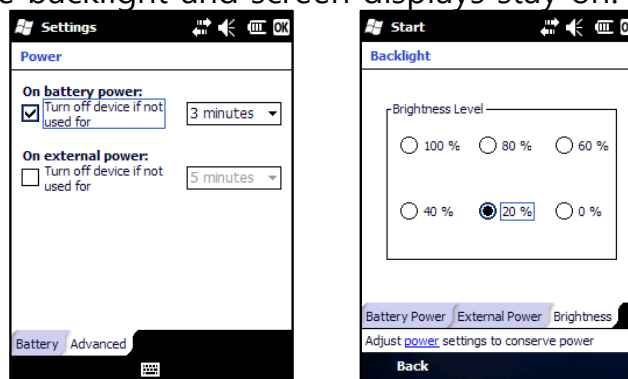 backlight and screen displays stay on.
Settings
OK
Power
On battery power:
Turn off device if not
used for
3 minutes
On external power:
Turn off device if not
used for
5 minutes
Battery
Advanced
Start
Backlight
Brightness Level
100 %
80 %
60 %
40 %
20 %
0 %
Battery Power
External Power
Brightness
Adjust power settings to conserve power
Back